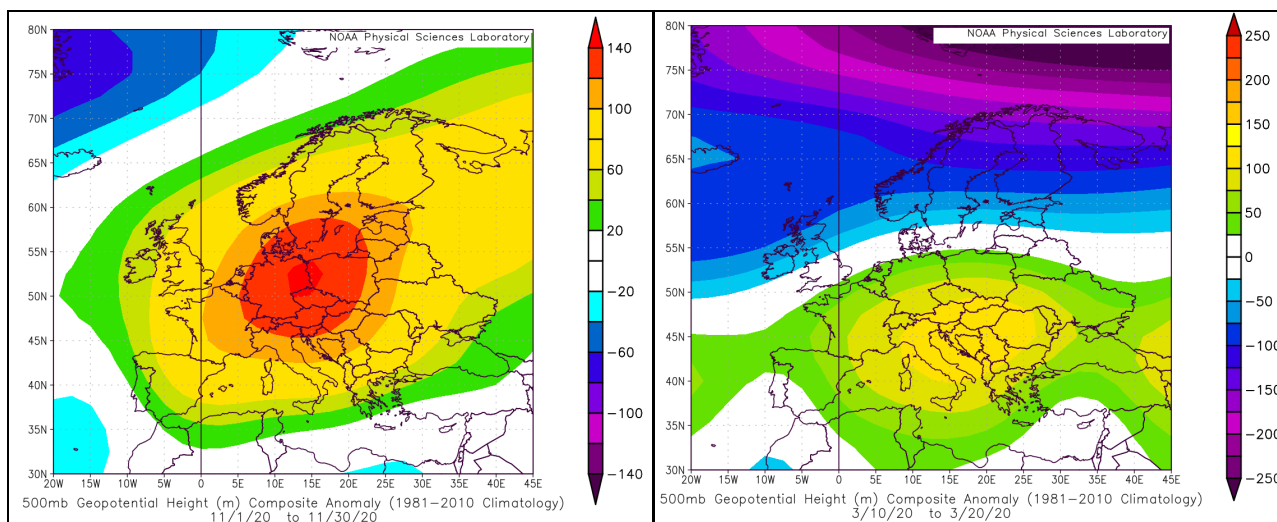 NOAA Physical Sciences Laboratory
80N
75N
70N
65N
60N
55N
50N
45N
40N
35N
30N
20W 15W 10W 5W 0 5E 10E 15E 20E 25E 30E 35E 40E 45E
140
100
60
20
−20
−60
−100
−140
500mb Geopotential Height (m) Composite Anomaly (1981−2010 Climatology)
11/1/20 to 11/30/20
NOAA Physical Sciences Laboratory
80N
75N
70N
65N
60N
55N
50N
45N
40N
35N
30N
20W 15W 10W 5W 0 5E 10E 15E 20E 25E 30E 35E 40E 45E
250
200
150
100
50
0
−50
−100
−150
−200
−250
500mb Geopotential Height (m) Composite Anomaly (1981−2010 Climatology)
3/10/20 to 3/20/20